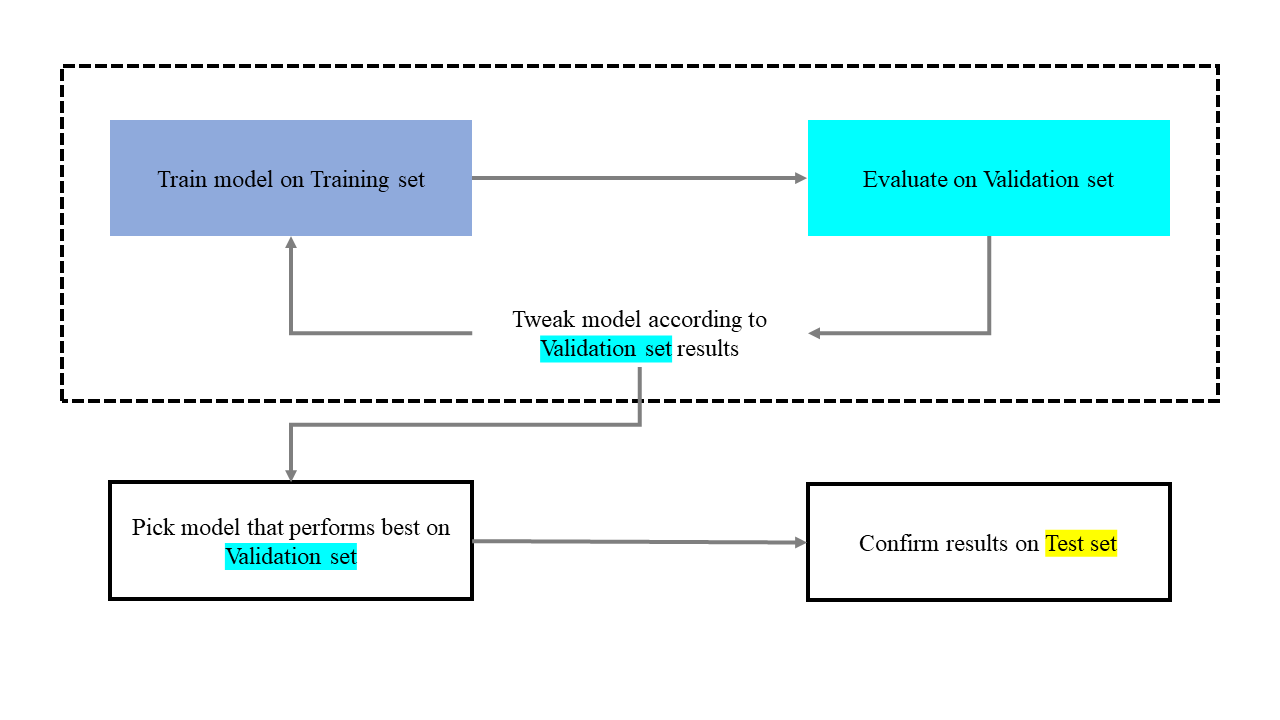 Train model on Training set
Evaluate on Validation set
Tweak model according to
Validation set results
Pick model that performs best on
Validation set
Confirm results on Test set